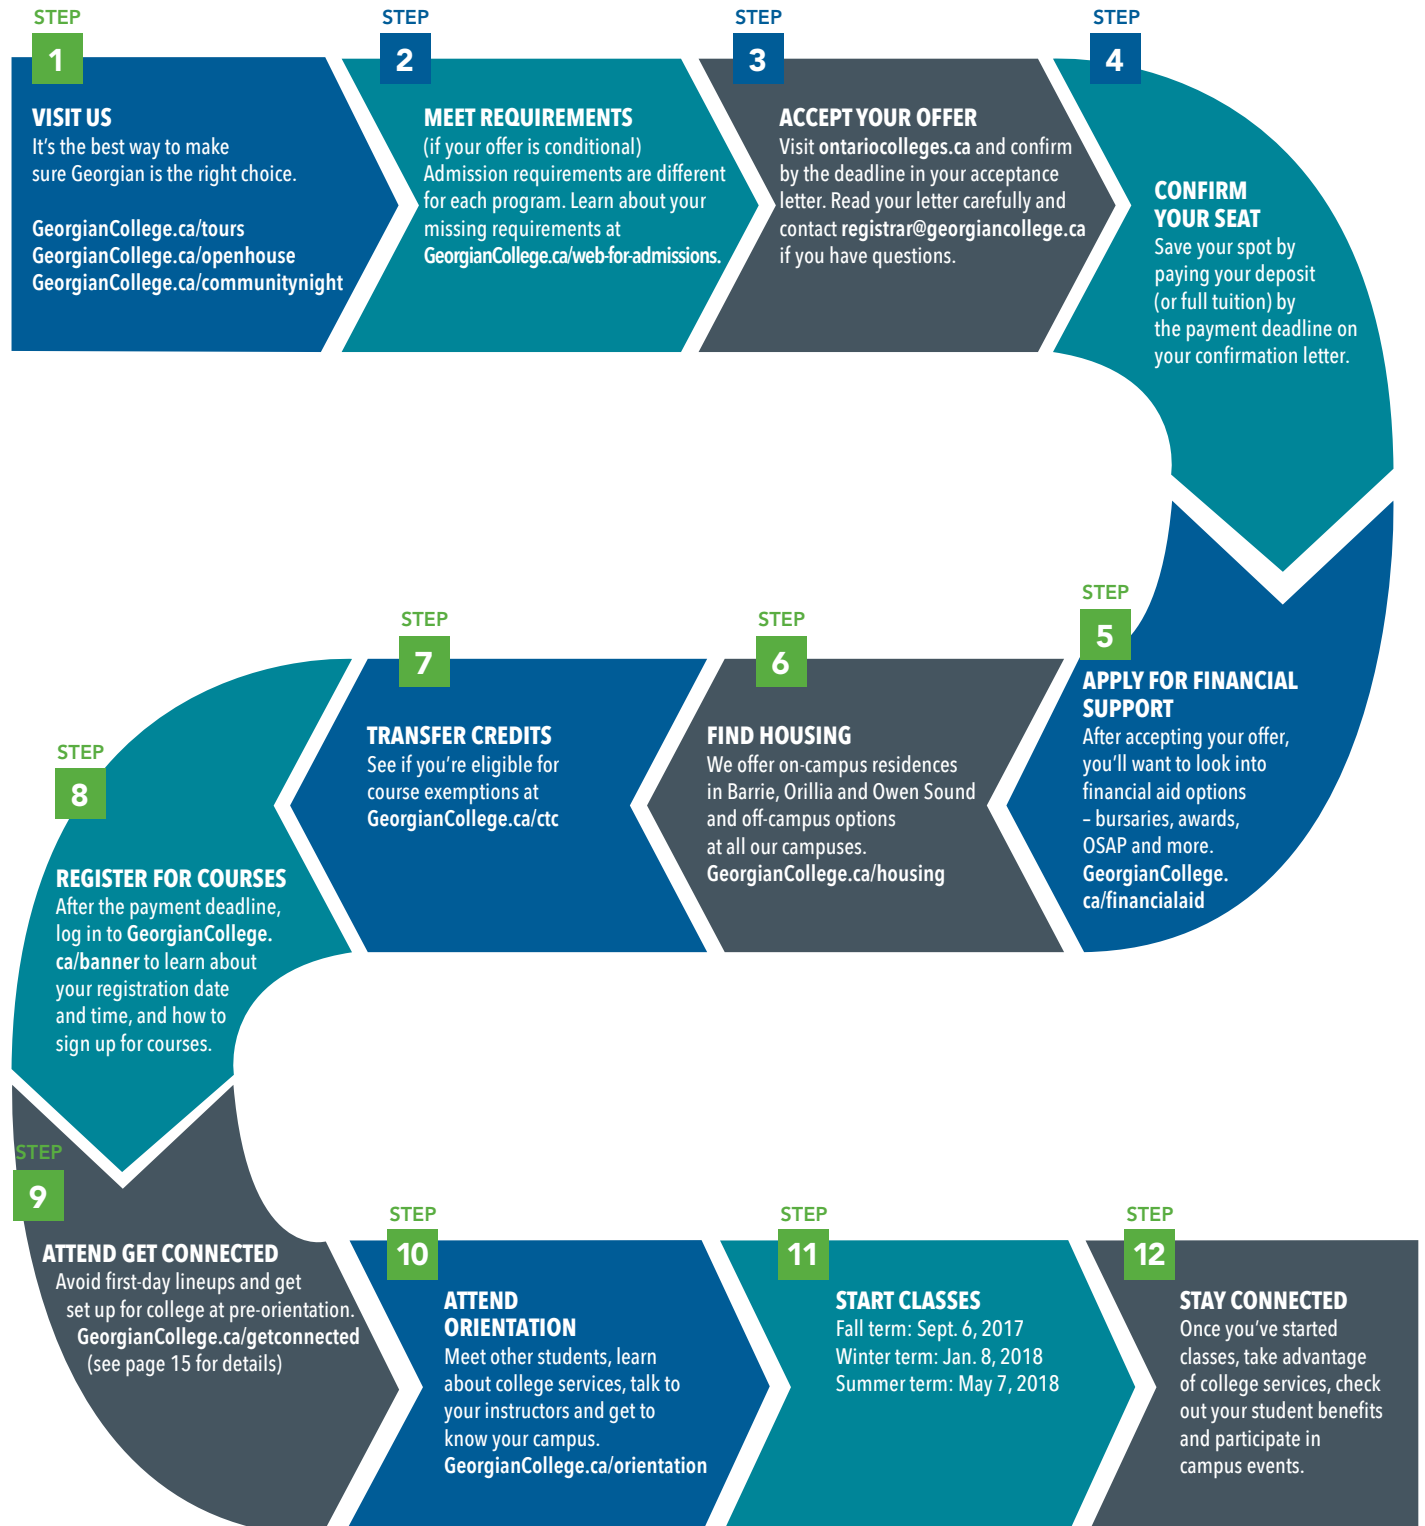 STEP
1
VISIT US
It's the best way to make
sure Georgian is the right choice.
GeorgianCollege.ca/tours
GeorgianCollege.ca/openhouse
GeorgianCollege.ca/communitynight
STEP
2
MEET REQUIREMENTS
(if your offer is conditional)
Admission requirements are different
for each program. Learn about your
missing requirements at
GeorgianCollege.ca/web-for-admissions.
STEP
3
ACCEPT YOUR OFFER
Visit ontariocolleges.ca and confirm
by the deadline in your acceptance
letter. Read your letter carefully and
contact registrar@georgiancollege.ca
if you have questions.
STEP
4
CONFIRM
YOUR SEAT
Save your spot by
paying your deposit
(or full tuition) by
the payment deadline on
your confirmation letter.
STEP
5
APPLY FOR FINANCIAL
SUPPORT
After accepting your offer,
you'll want to look into
financial aid options
– bursaries, awards,
OSAP and more.
GeorgianCollege.
ca/financialaid
STEP
6
FIND HOUSING
We offer on-campus residences
in Barrie, Orillia and Owen Sound
and off-campus options
at all our campuses.
GeorgianCollege.ca/housing
STEP
7
TRANSFER CREDITS
See if you're eligible for
course exemptions at
GeorgianCollege.ca/ctc
STEP
8
REGISTER FOR COURSES
After the payment deadline,
log in to GeorgianCollege.
ca/banner to learn about
your registration date
and time, and how to
sign up for courses.
STEP
9
ATTEND GET CONNECTED
Avoid first-day lineups and get
set up for college at pre-orientation.
GeorgianCollege.ca/getconnected
(see page 15 for details)
STEP
10
ATTEND
ORIENTATION
Meet other students, learn
about college services, talk to
your instructors and get to
know your campus.
GeorgianCollege.ca/orientation
STEP
11
START CLASSES
Fall term: Sept. 6, 2017
Winter term: Jan. 8, 2018
Summer term: May 7, 2018
STEP
12
STAY CONNECTED
Once you've started
classes, take advantage
of college services, check
out your student benefits
and participate in
campus events.